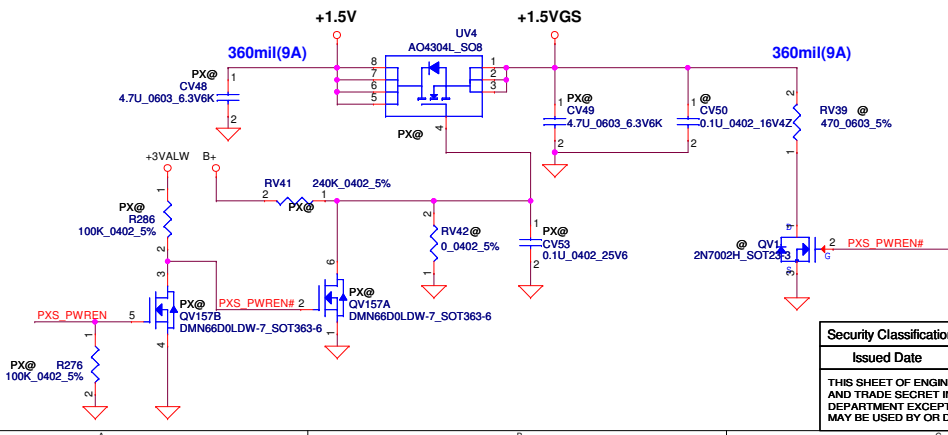 +1.5V
+1.5VGS
UV4
AO4304L_SO8
360mil(9A)
360mil(9A)
8
7
6
5
1
2
3
4
PX@
PX@
1
CV48
4.7U_0603_6.3V6K
2
1
PX@
CV49
4.7U_0603_6.3V6K
2
1
@
CV50
0.1U_0402_16V4Z
2
2
RV39
@
470_0603_5%
1
+3VALW
B+
RV41
240K_0402_5%
2
1
PX@
1
PX@
R286
100K_0402_5%
2
2
RV42@
0_0402_5%
1
1
PX@
CV53
0.1U_0402_25V6
2
D
@
QV1
2N7002H_SOT23-3
2
PXS_PWREN#
G
S
3
3
6
PX@
QV157B
DMN66D0LDW-7_SOT363-6
PXS_PWREN#
2
PX@
QV157A
DMN66D0LDW-7_SOT363-6
1
PXS_PWREN
5
4
1
PX@
R276
100K_0402_5%
2
Security Classification
Issued Date
THIS SHEET OF ENGIN
AND TRADE SECRET IN
DEPARTMENT EXCEPT
MAY BE USED BY OR D